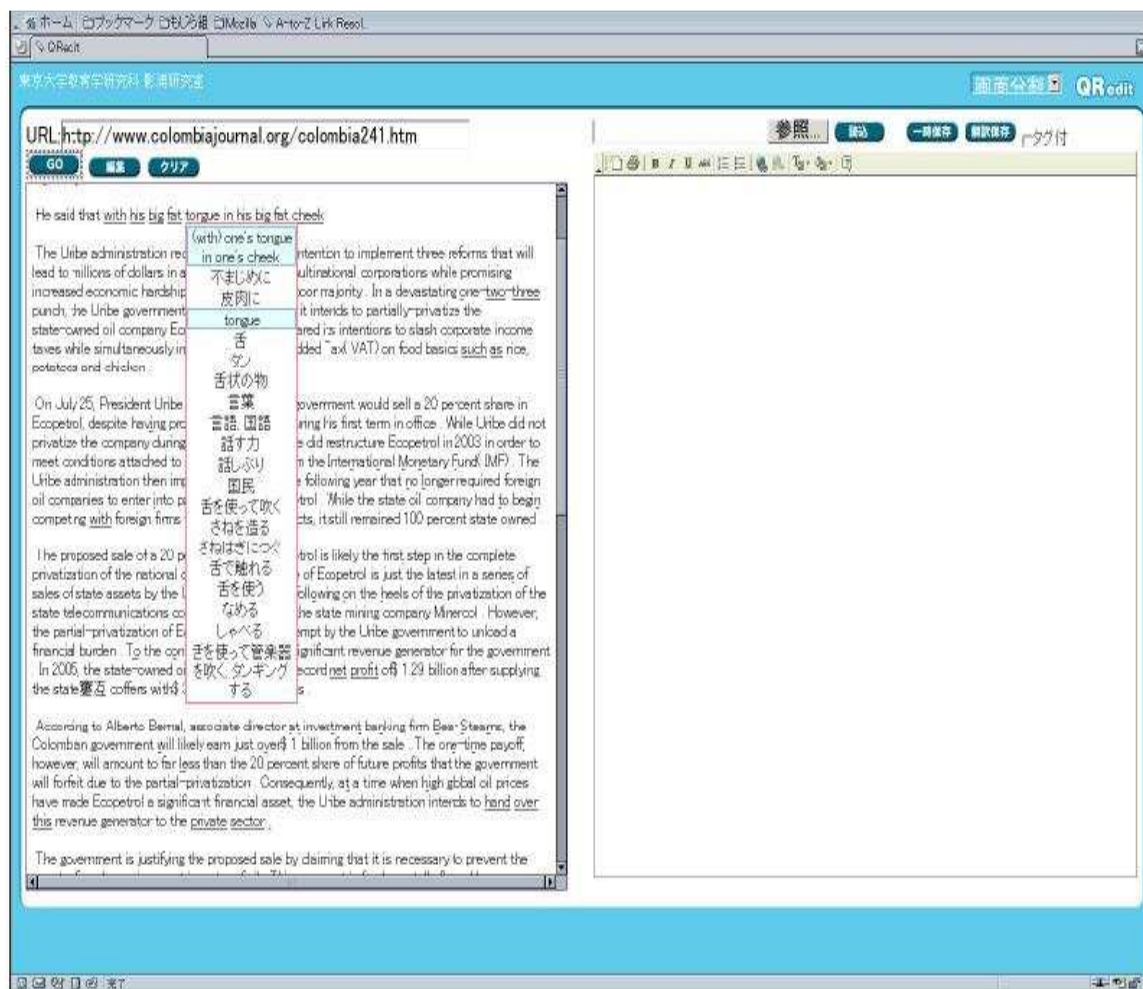 ホーム ブックマーク もじら組 Mozilla A-to-Z Link Resol...
QRedit
東京大学教育学研究科 影浦研究室
画面分割 QRedit
URL:http://www.colombiajournal.org/colombia241.htm
参照... 読込 一時保存 翻訳保存 タグ付
GO 編集 クリア
He said that with his big fat tongue in his big fat cheek
(with) one's tongue
in one's cheek
不まじめに
皮肉に
tongue
舌
タン
舌状の物
言葉
言語, 国語
話す力
話しぶり
国民
舌を使って吹く
さねを造る
さねはぎにつぐ
舌で触れる
舌を使う
なめる
しゃべる
舌を使って管楽器
を吹く, タンギング
する
The Uribe administration ntention to implement three reforms that will
lead to millions of dollars in ultinational corporations while promising
increased economic hardship oor majority. In a devastating one-two-three
punch, the Uribe government it intends to partially-privatize the
state-owned oil company ared its intentions to slash corporate income
taxes while simultaneously dded Tax( VAT) on food basics such as rice,
potatoes and chicken .
On July 25, President Uribe government would sell a 20 percent share in
Ecopetrol, despite having uring his first term in office . While Uribe did not
privatize the company during e did restructure Ecopetrol in 2003 in order to
meet conditions attached to m the International Monetary Fund( IMF) . The
Uribe administration then following year that no longer required foreign
oil companies to enter into trol . While the state oil company had to begin
competing with foreign firms cts, it still remained 100 percent state owned .
The proposed sale of a 20 trol is likely the first step in the complete
privatization of the national of Ecopetrol is just the latest in a series of
sales of state assets by the ollowing on the heels of the privatization of the
state telecommunications he state mining company Minercol . However,
the partial-privatization of empt by the Uribe government to unload a
financial burden . To the ignificant revenue generator for the government
. In 2005, the state-owned ecord net profit of$ 1.29 billion after supplying
the state coffers with$
According to Alberto Bernal, associate director at investment banking firm Bear Stearns, the
Colombian government will likely earn just over$ 1 billion from the sale . The one-time payoff,
however, will amount to far less than the 20 percent share of future profits that the government
will forfeit due to the partial-privatization . Consequently, at a time when high global oil prices
have made Ecopetrol a significant financial asset, the Uribe administration intends to hand over
this revenue generator to the private sector .
The government is justifying the proposed sale by claiming that it is necessary to prevent the
完了